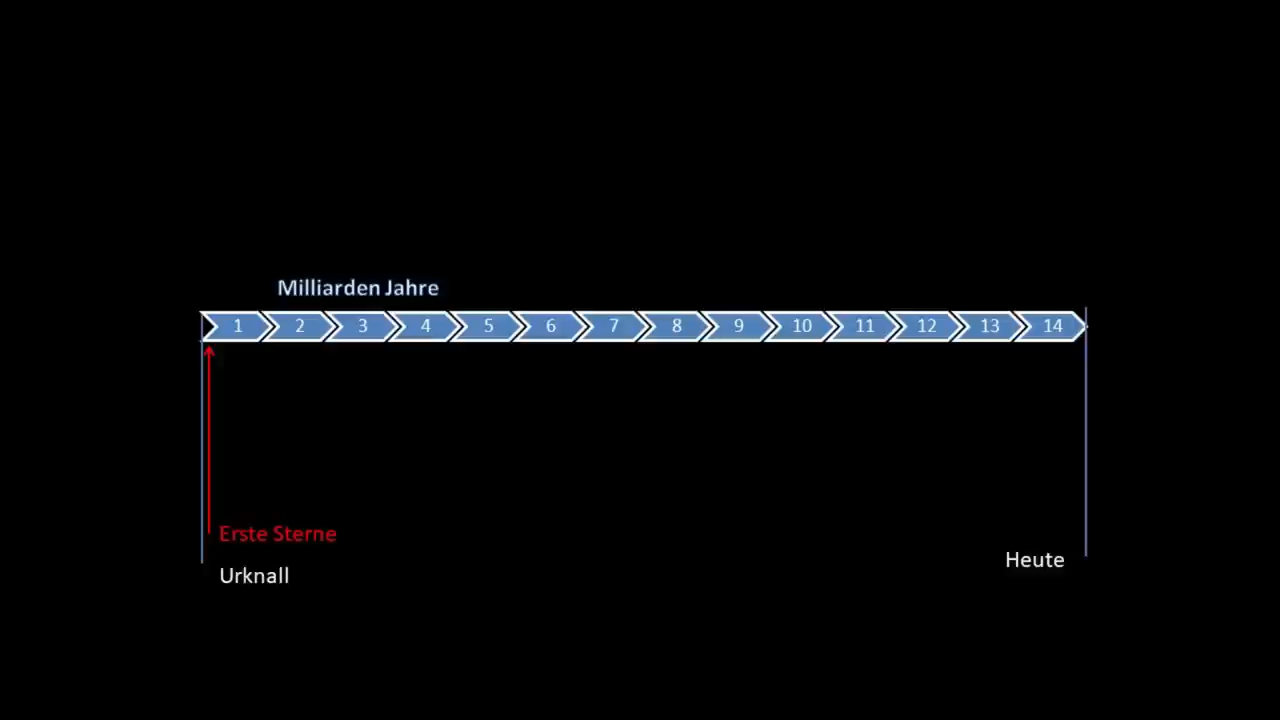 Milliarden Jahre
1 2 3 4 5 6 7 8 9 10 11 12 13 14
Erste Sterne
Heute
Urknall